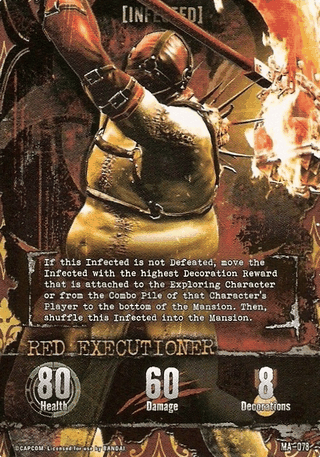 [INFECTED]
If this Infected is not Defeated, move the
Infected with the highest Decoration Reward
that is attached to the Exploring Character
or from the Combo Pile of that Character's
Player to the bottom of the Mansion. Then,
shuffle this Infected into the Mansion.
RED EXECUTIONER
80 60 8
Health Damage Decorations
©CAPCOM. Licensed for use by BANDAI MA-078